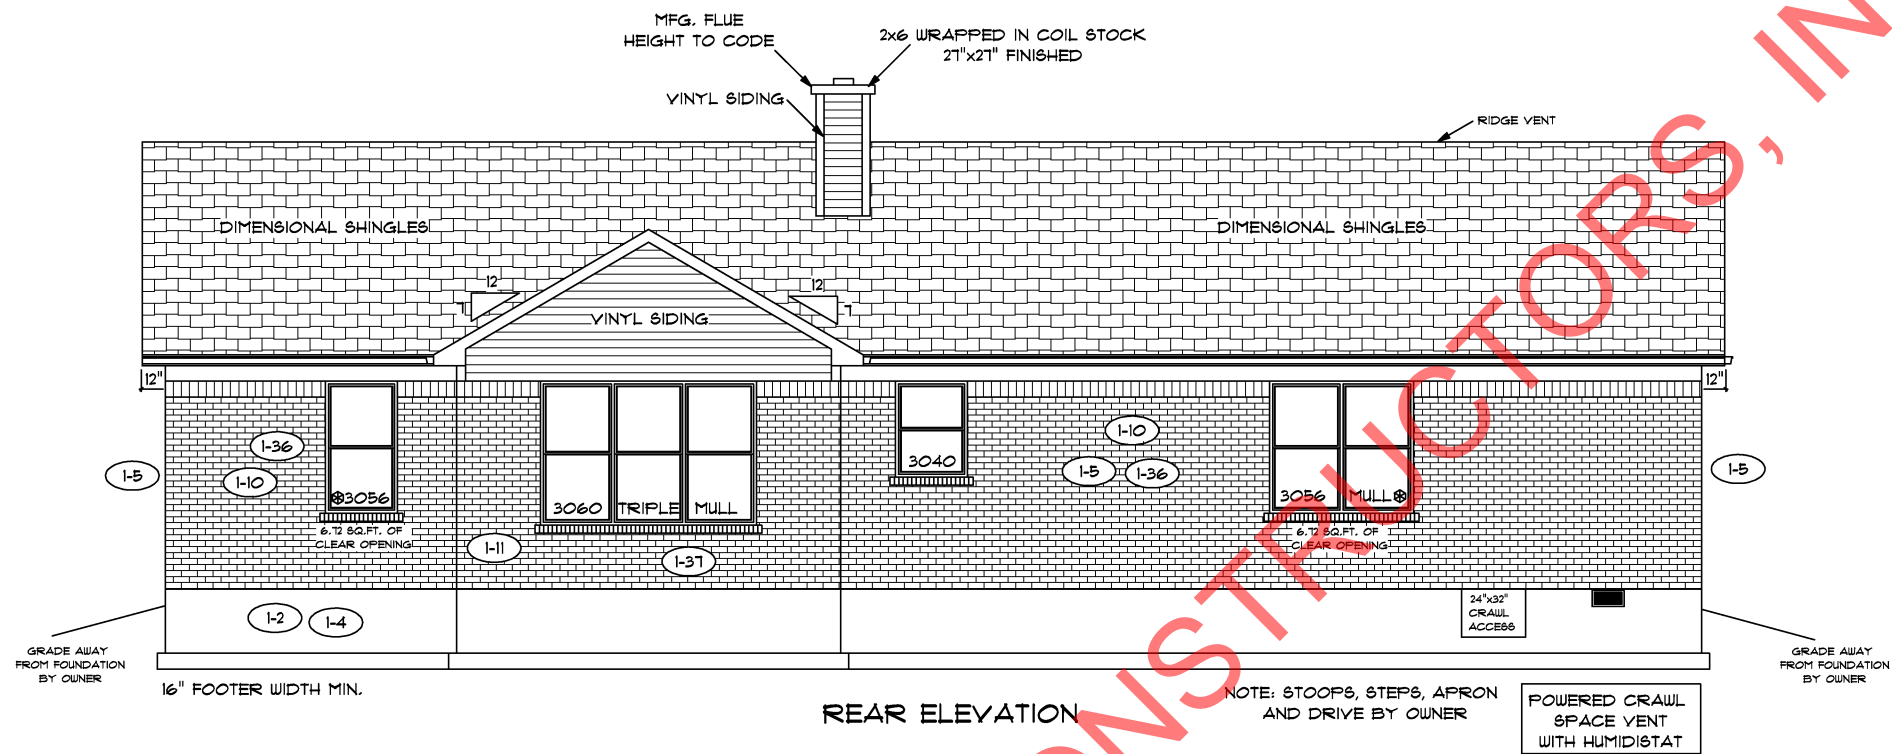 MFG. FLUE
HEIGHT TO CODE
2x6 WRAPPED IN COIL STOCK
27"x27" FINISHED
VINYL SIDING
RIDGE VENT
DIMENSIONAL SHINGLES
DIMENSIONAL SHINGLES
12
7
12
7
VINYL SIDING
12"
12"
1-36
1-10
1-5
3056
6.72 SQ.FT. OF
CLEAR OPENING
3060 TRIPLE MULL
1-11
1-37
3040
1-10
1-5
1-36
3056 MULL
6.72 SQ.FT. OF
CLEAR OPENING
1-5
1-2
1-4
24"x32"
CRAWL
ACCESS
GRADE AWAY
FROM FOUNDATION
BY OWNER
GRADE AWAY
FROM FOUNDATION
BY OWNER
16" FOOTER WIDTH MIN.
REAR ELEVATION
NOTE: STOOPS, STEPS, APRON
AND DRIVE BY OWNER
POWERED CRAWL
SPACE VENT
WITH HUMIDISTAT
ONSTRUCTORS, IN